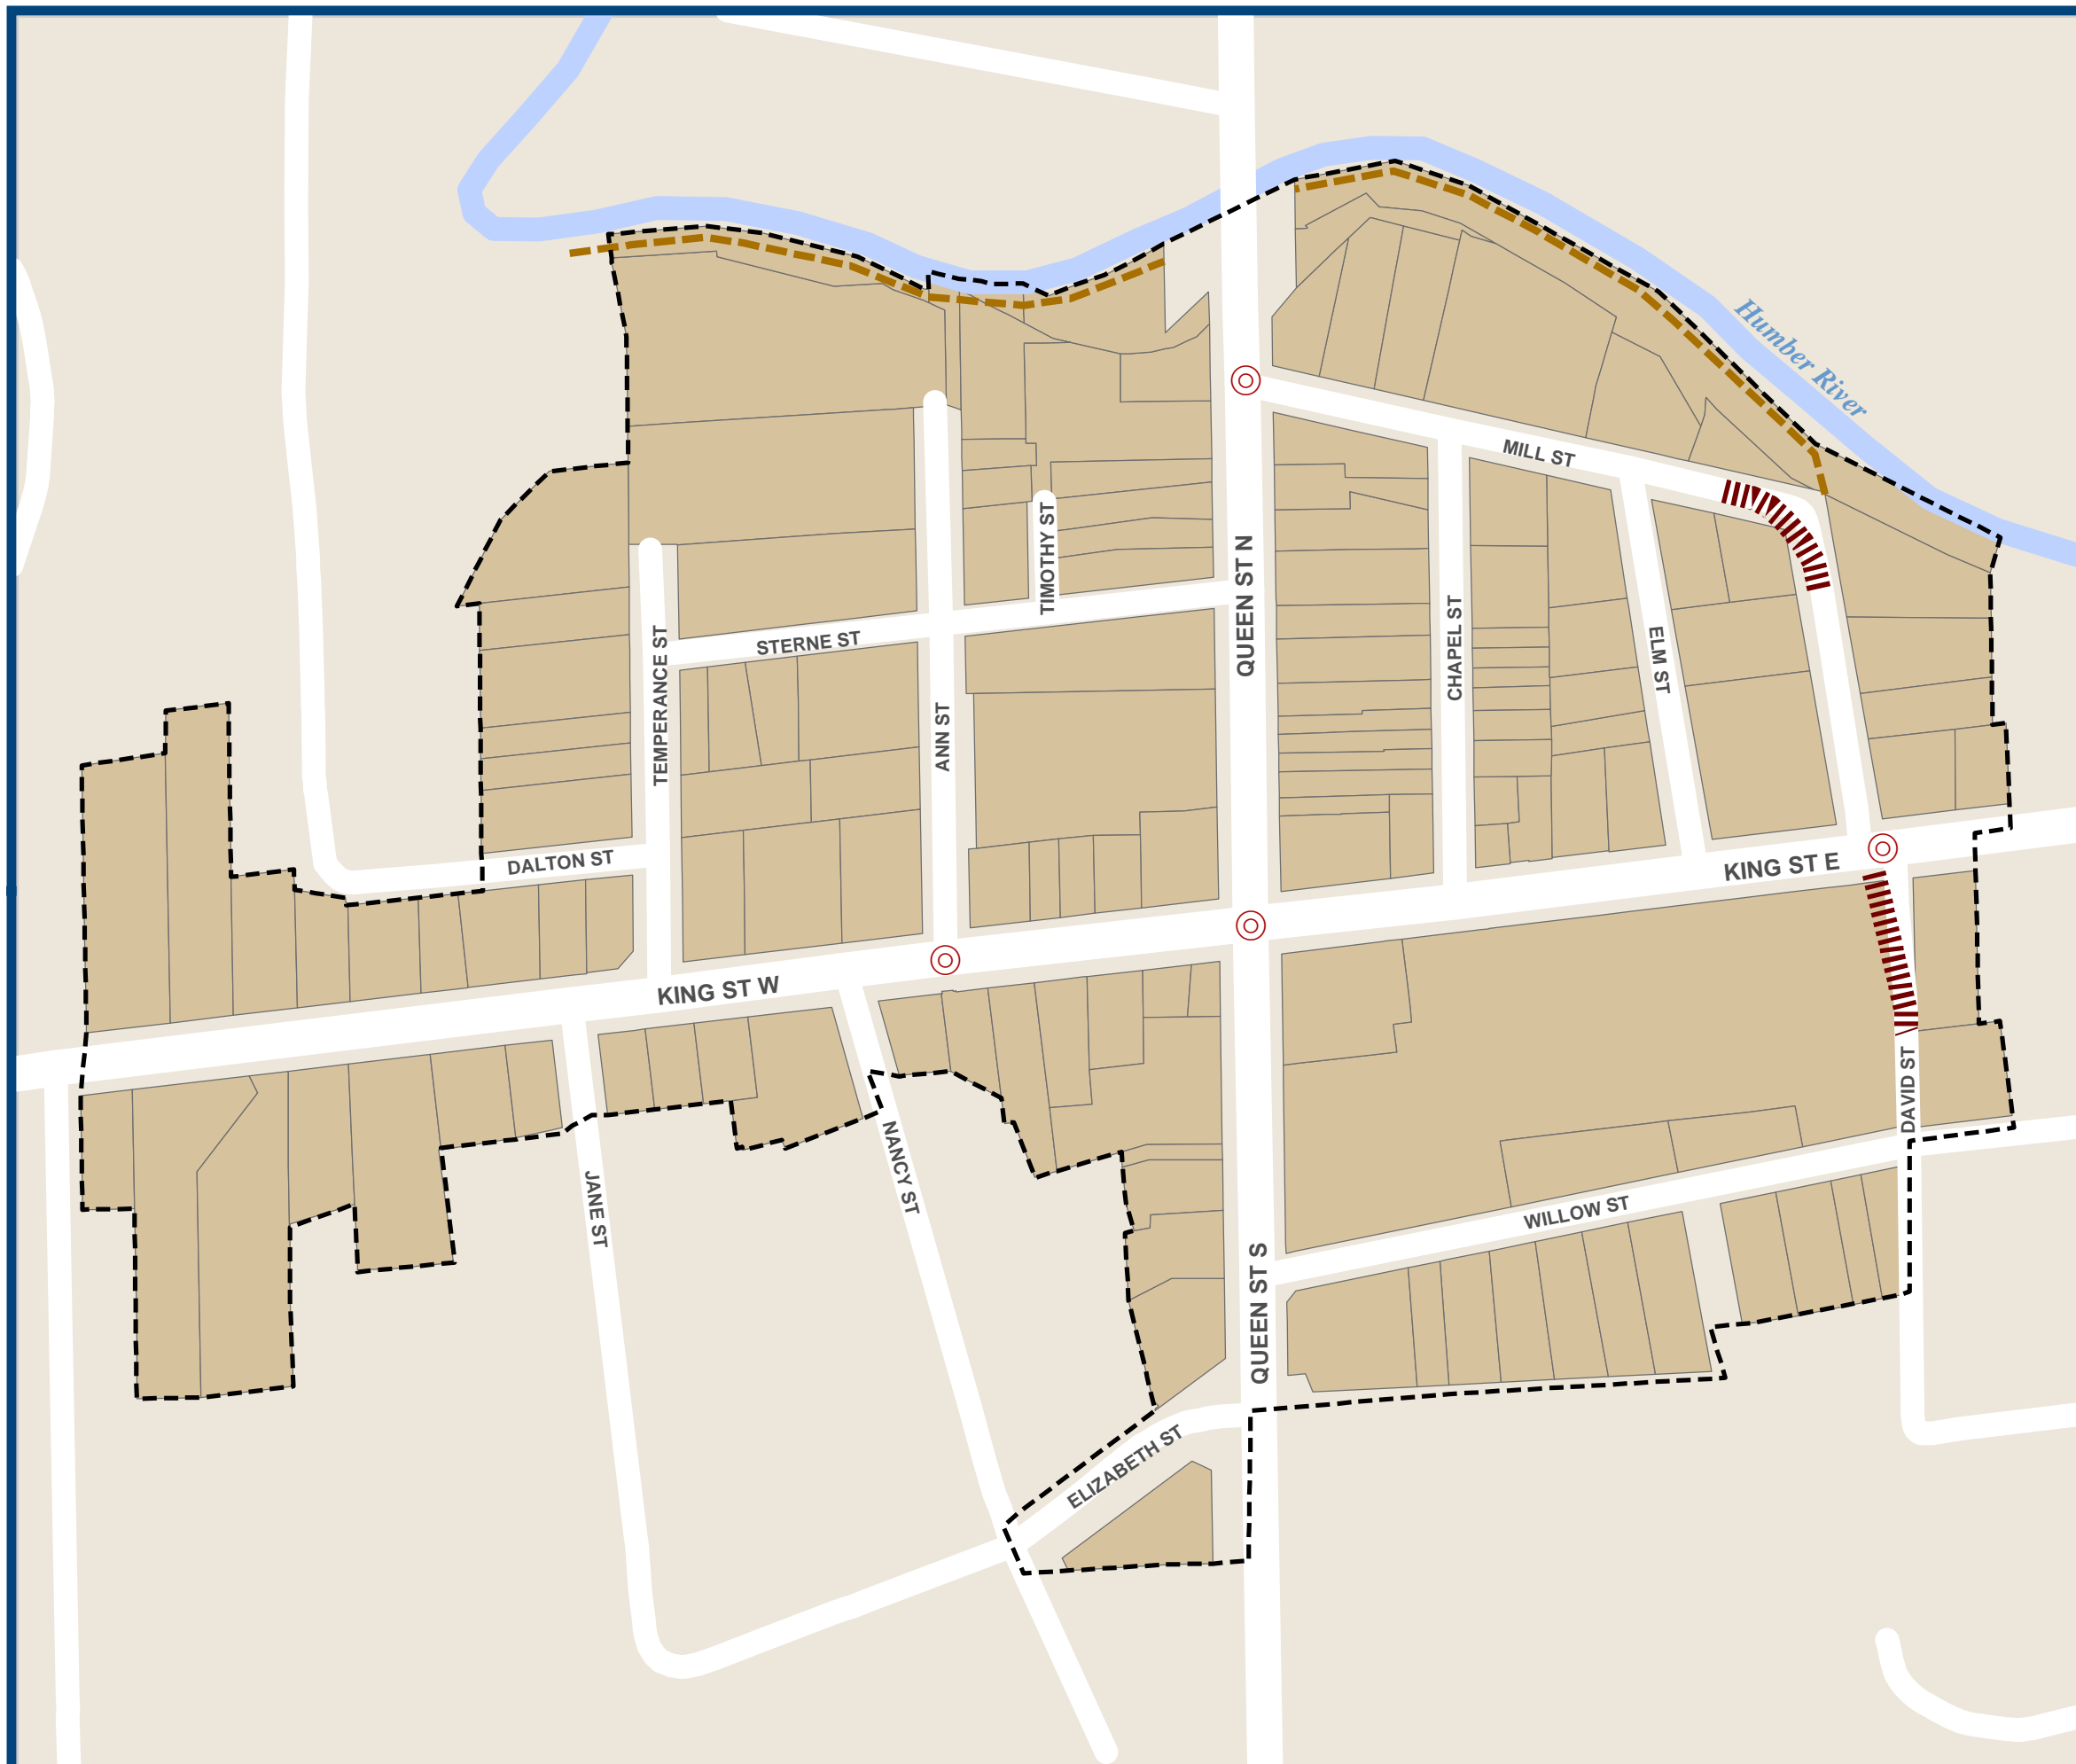 Humber River
MILL ST
TIMOTHY ST
QUEEN ST N
CHAPEL ST
ELM ST
STERNE ST
TEMPERANCE ST
ANN ST
DALTON ST
KING ST E
KING ST W
DAVID ST
NANCY ST
JANE ST
WILLOW ST
QUEEN ST S
ELIZABETH ST